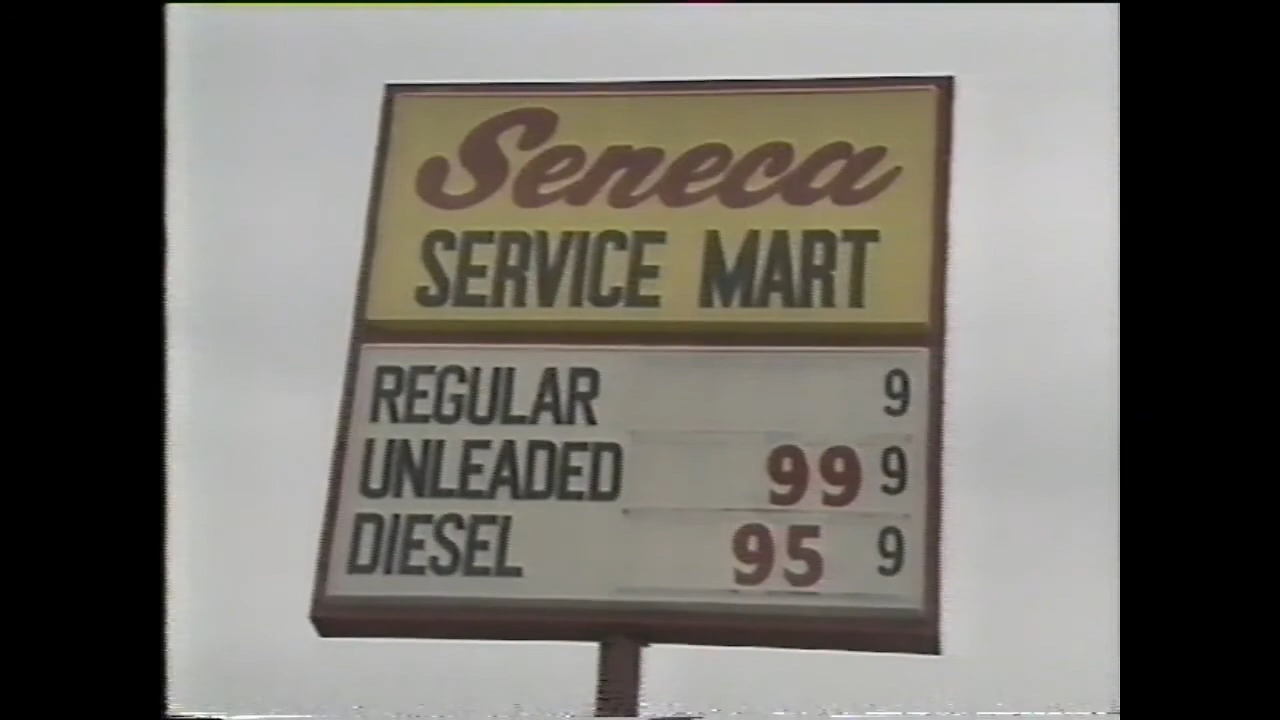 Seneca
SERVICE MART
REGULAR 9
UNLEADED 99 9
DIESEL 95 9